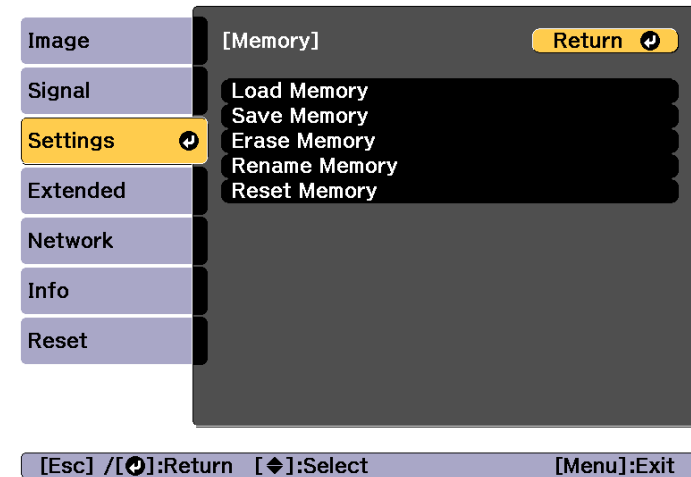 Image
Signal
Settings
Extended
Network
Info
Reset
[Memory]
Return
Load Memory
Save Memory
Erase Memory
Rename Memory
Reset Memory
[Esc] /[⏎]:Return [◆]:Select [Menu]:Exit